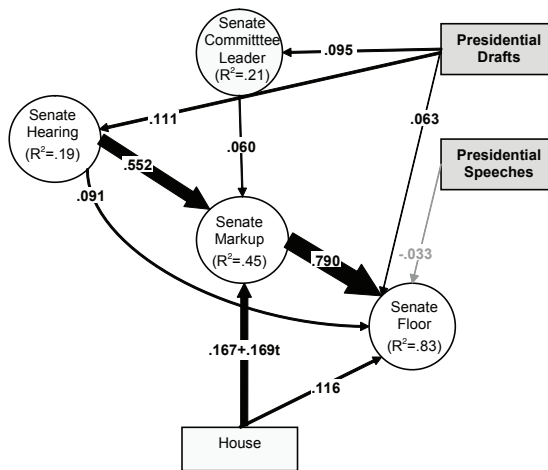 Senate
Committtee
Leader
(R²=.21)
.095
Presidential
Drafts
Senate
Hearing
(R²=.19)
.111
.063
.060
.552
Presidential
Speeches
.091
Senate
Markup
(R²=.45)
.790
-.033
Senate
Floor
(R²=.83)
.167+.169t
.116
House